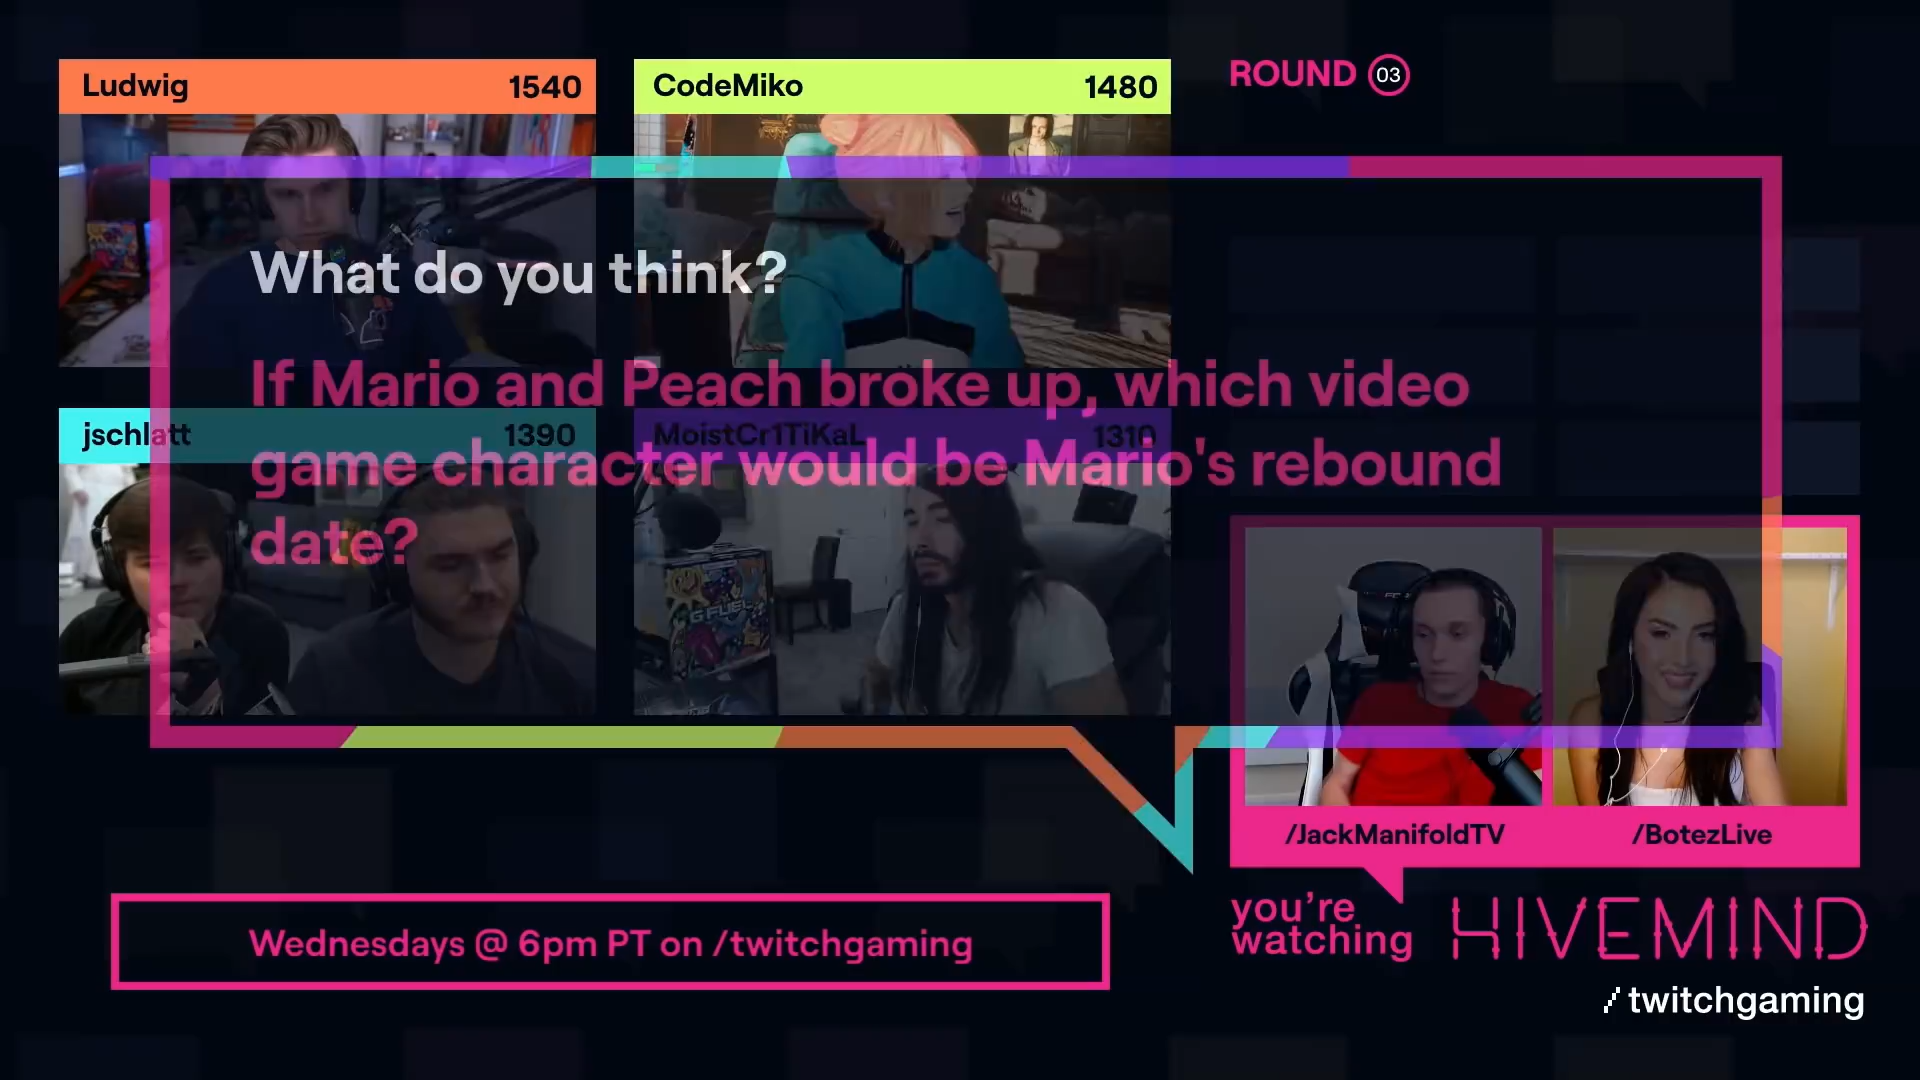 Ludwig 1540
CodeMiko 1480
ROUND 03
What do you think?
If Mario and Peach broke up, which video
game character would be Mario's rebound
date?
jschlatt 1390
MoistCr1TiKaL 1310
G FUEL
/JackManifoldTV
/BotezLive
Wednesdays @ 6pm PT on /twitchgaming
you're
watching
HIVEMIND
/twitchgaming